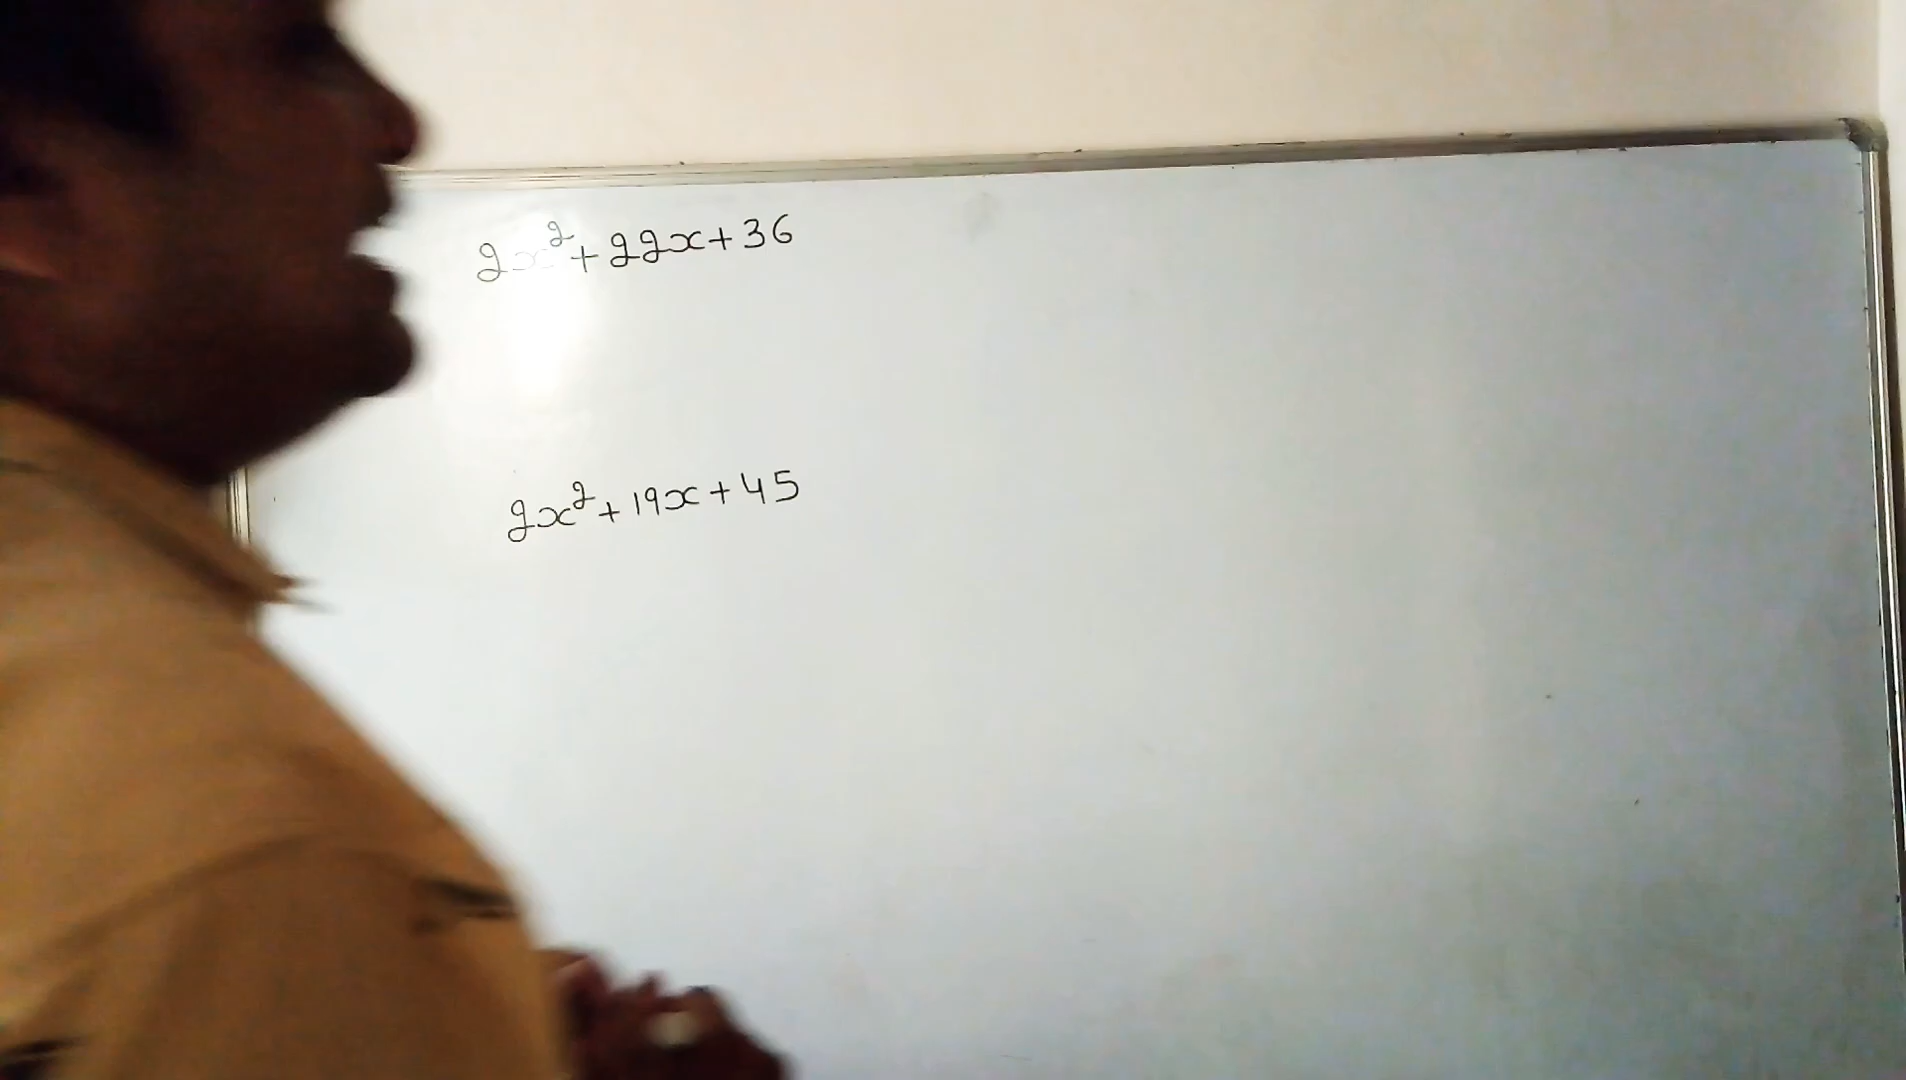 2x² + 22x + 36
2x² + 19x + 45